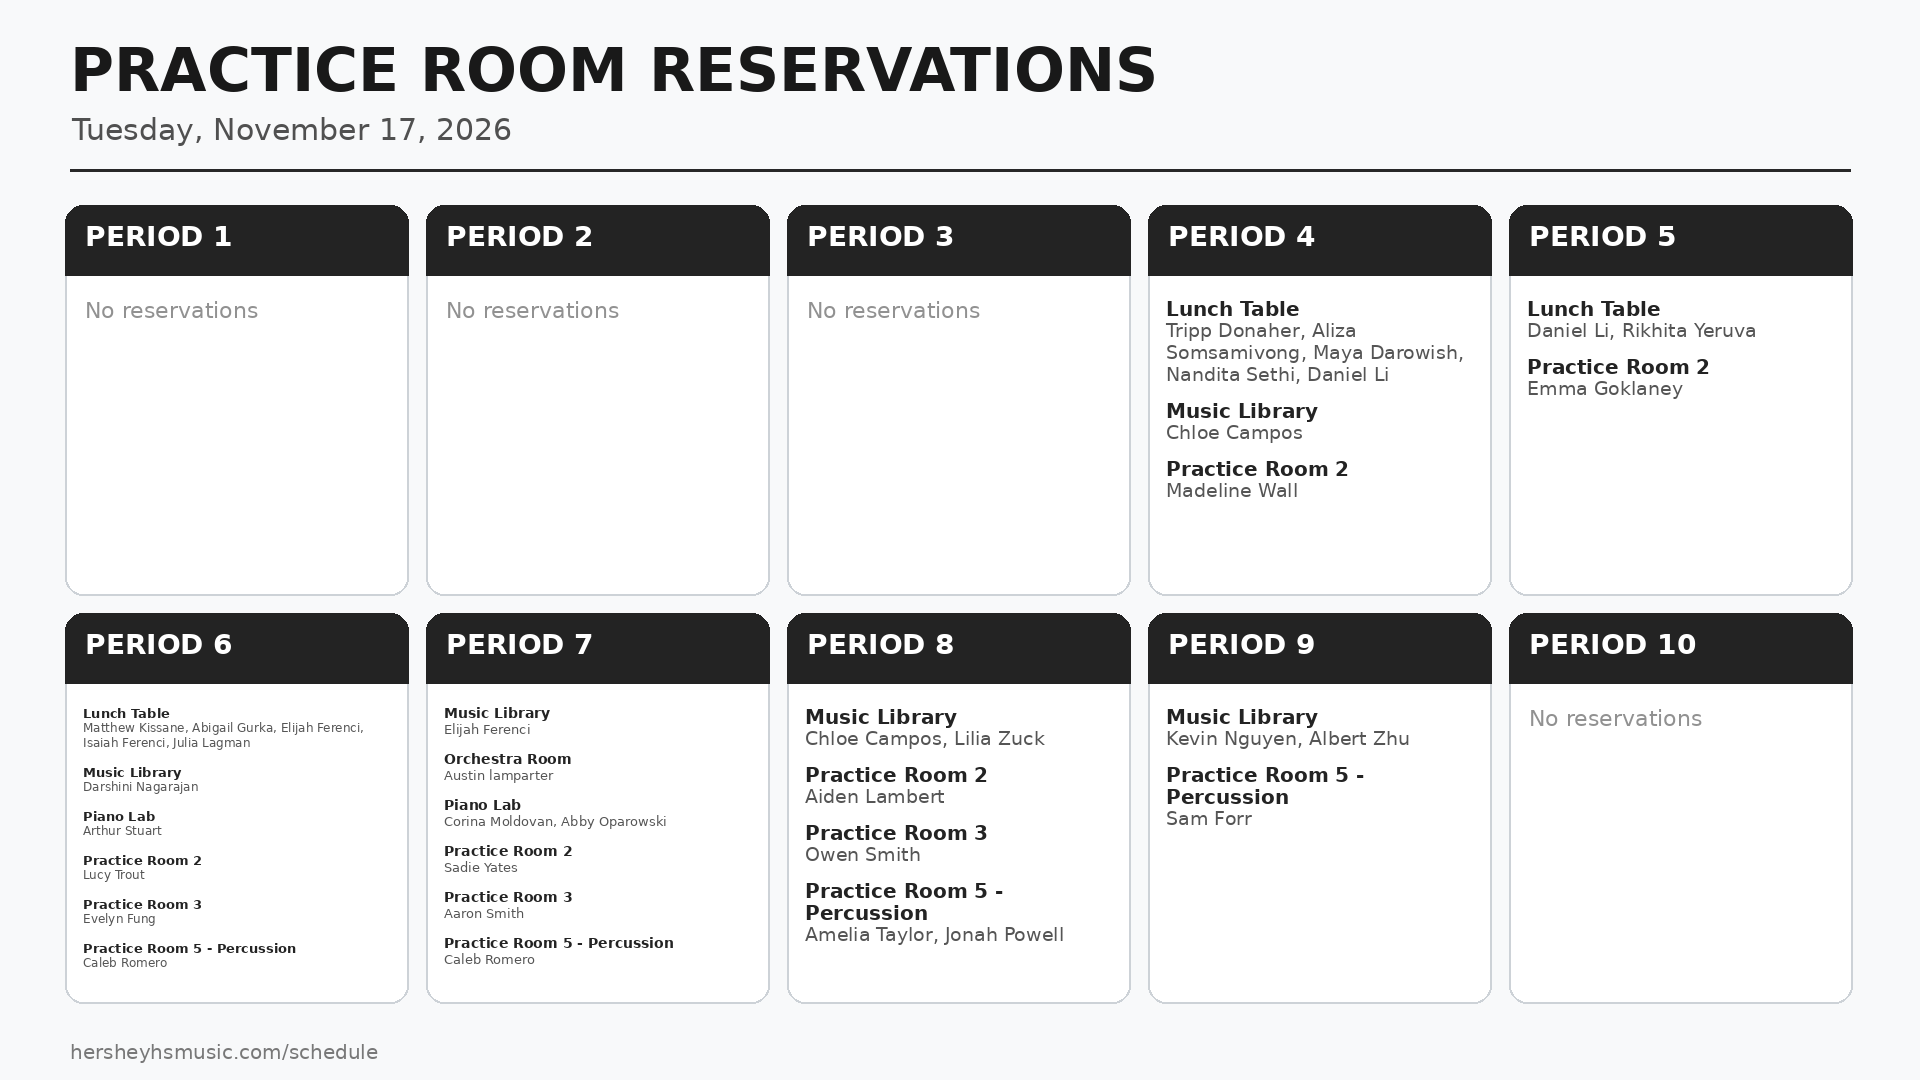 PRACTICE ROOM RESERVATIONS
Tuesday, November 17, 2026
PERIOD 1
No reservations
PERIOD 2
No reservations
PERIOD 3
No reservations
PERIOD 4
Lunch Table
Tripp Donaher, Aliza
Somsamivong, Maya Darowish,
Nandita Sethi, Daniel Li
Music Library
Chloe Campos
Practice Room 2
Madeline Wall
PERIOD 5
Lunch Table
Daniel Li, Rikhita Yeruva
Practice Room 2
Emma Goklaney
PERIOD 6
Lunch Table
Matthew Kissane, Abigail Gurka, Elijah Ferenci,
Isaiah Ferenci, Julia Lagman
Music Library
Darshini Nagarajan
Piano Lab
Arthur Stuart
Practice Room 2
Lucy Trout
Practice Room 3
Evelyn Fung
Practice Room 5 - Percussion
Caleb Romero
PERIOD 7
Music Library
Elijah Ferenci
Orchestra Room
Austin lamparter
Piano Lab
Corina Moldovan, Abby Oparowski
Practice Room 2
Sadie Yates
Practice Room 3
Aaron Smith
Practice Room 5 - Percussion
Caleb Romero
PERIOD 8
Music Library
Chloe Campos, Lilia Zuck
Practice Room 2
Aiden Lambert
Practice Room 3
Owen Smith
Practice Room 5 -
Percussion
Amelia Taylor, Jonah Powell
PERIOD 9
Music Library
Kevin Nguyen, Albert Zhu
Practice Room 5 -
Percussion
Sam Forr
PERIOD 10
No reservations
hersheyhsmusic.com/schedule